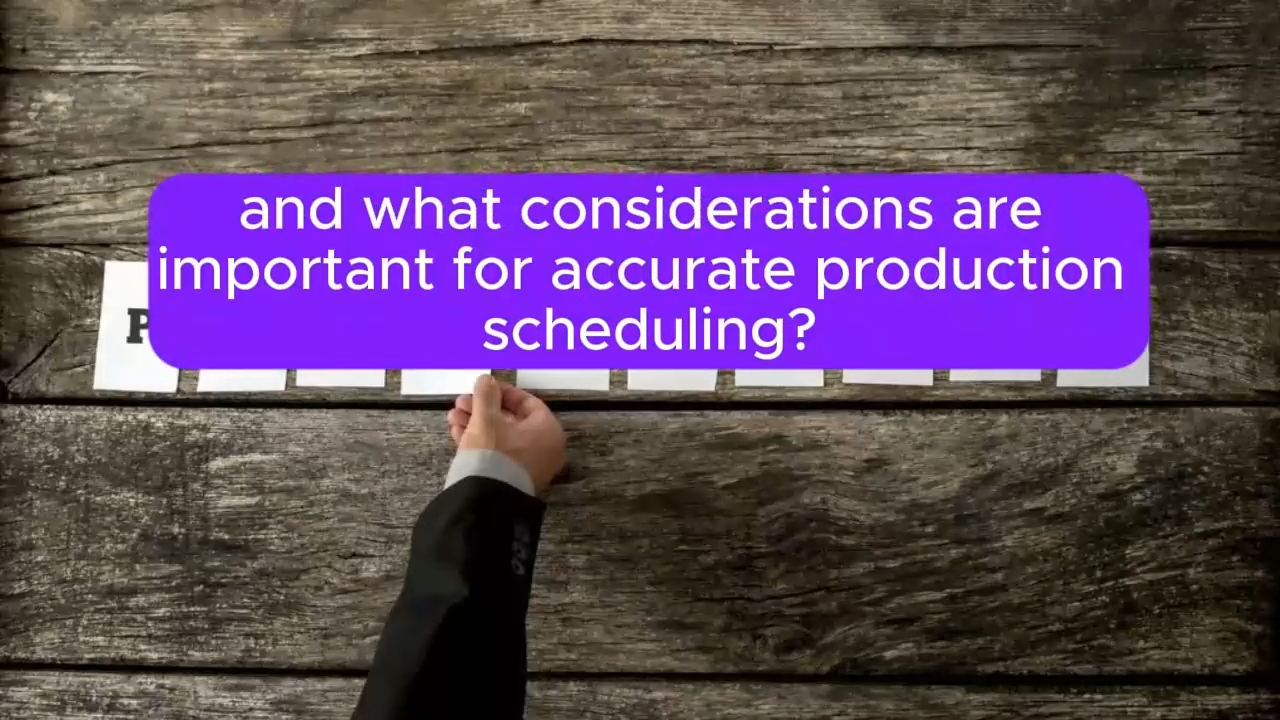 and what considerations are
important for accurate production
scheduling?
P